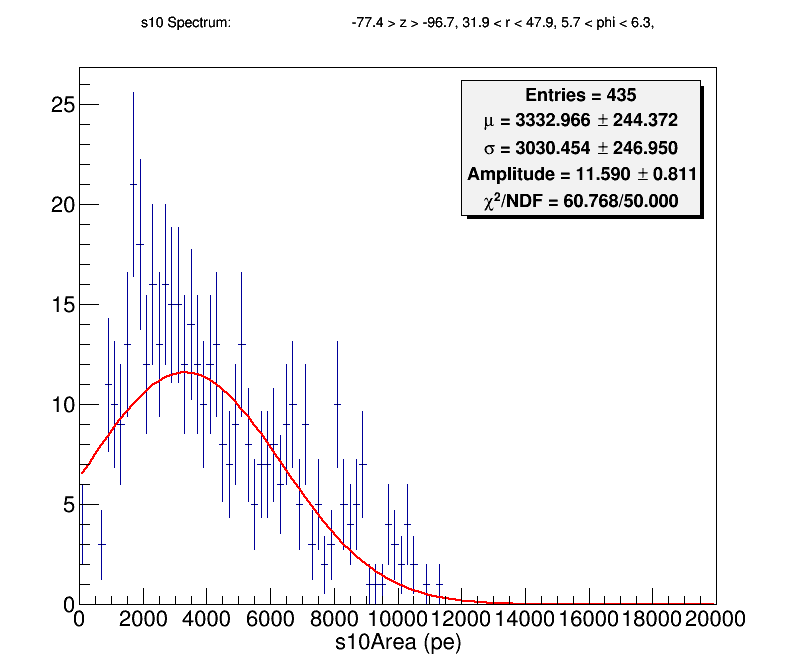 s10 Spectrum: -77.4 > z > -96.7, 31.9 < r < 47.9, 5.7 < phi < 6.3,
Entries = 435
μ = 3332.966 ± 244.372
σ = 3030.454 ± 246.950
Amplitude = 11.590 ± 0.811
χ²/NDF = 60.768/50.000
25
20
15
10
5
0
0 2000 4000 6000 8000 10000 12000 14000 16000 18000 20000
s10Area (pe)